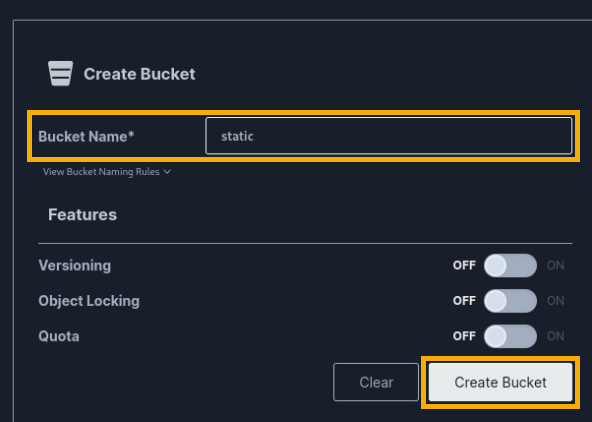 Create Bucket
Bucket Name* static
View Bucket Naming Rules
Features
Versioning OFF ON
Object Locking OFF ON
Quota OFF ON
Clear Create Bucket